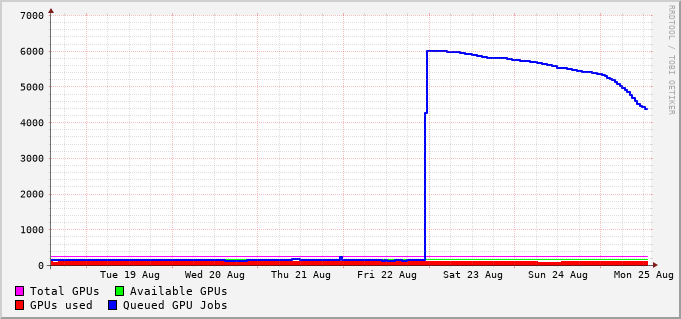 7000
6000
5000
4000
3000
2000
1000
0
Tue 19 Aug Wed 20 Aug Thu 21 Aug Fri 22 Aug Sat 23 Aug Sun 24 Aug Mon 25 Aug
Total GPUs Available GPUs
GPUs used Queued GPU Jobs
RRDTOOL / TOBI OETIKER